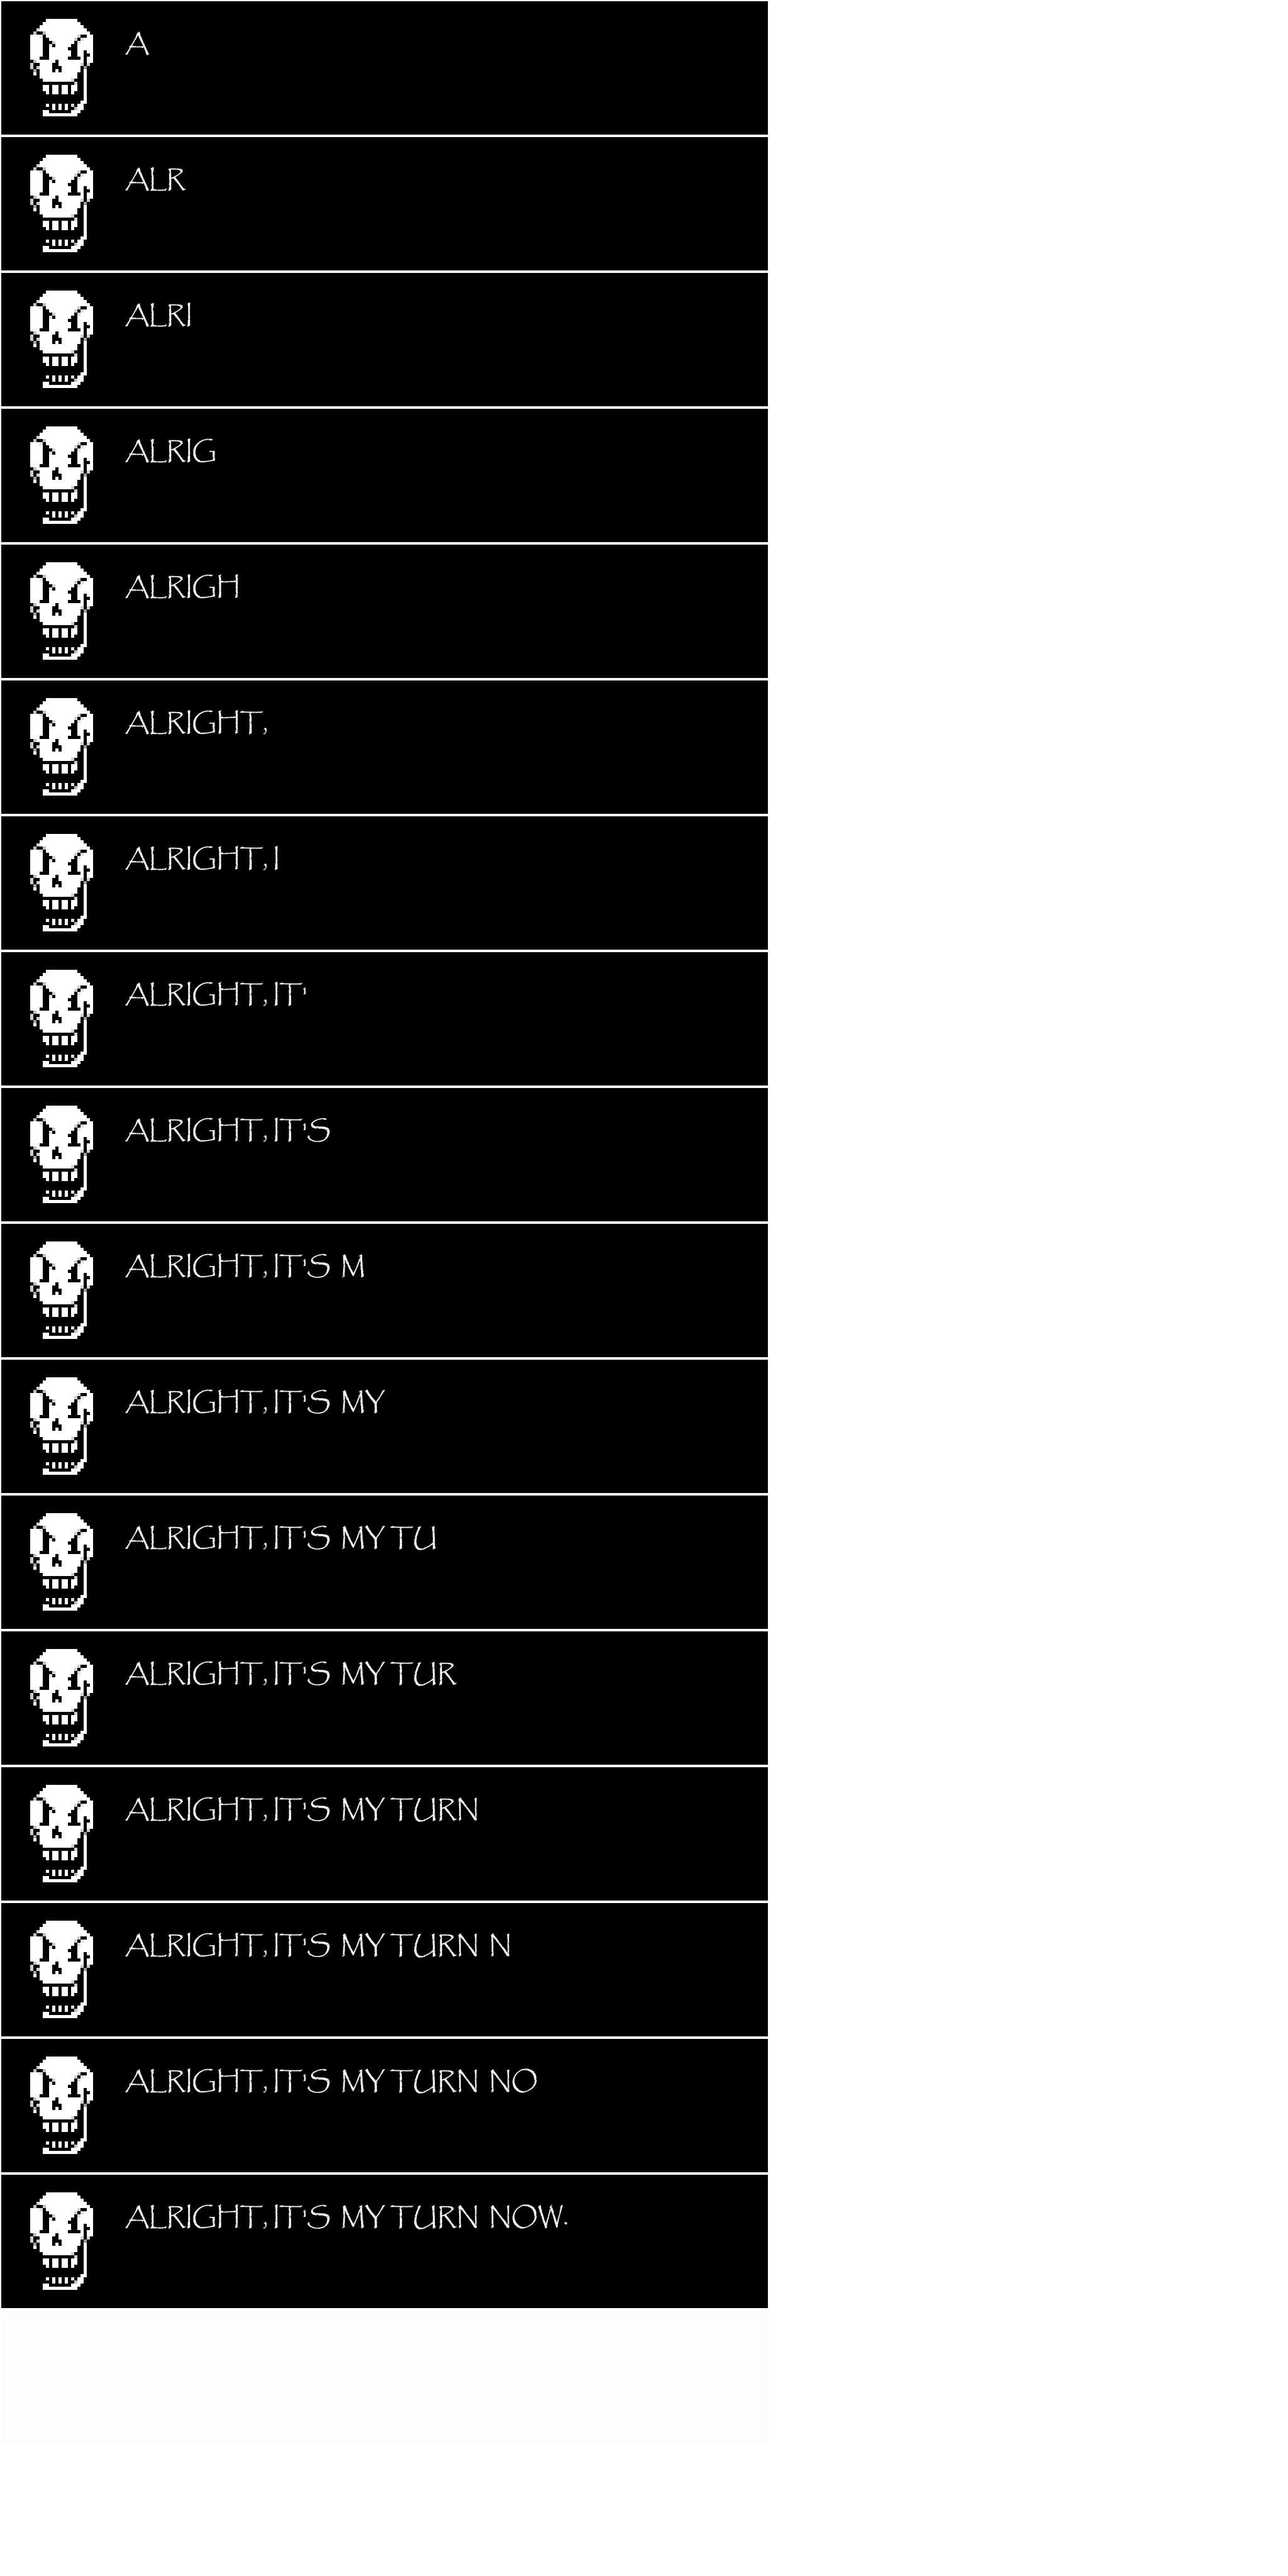 A
ALR
ALRI
ALRIG
ALRIGH
ALRIGHT,
ALRIGHT, I
ALRIGHT, IT'
ALRIGHT, IT'S
ALRIGHT, IT'S M
ALRIGHT, IT'S MY
ALRIGHT, IT'S MY TU
ALRIGHT, IT'S MY TUR
ALRIGHT, IT'S MY TURN
ALRIGHT, IT'S MY TURN N
ALRIGHT, IT'S MY TURN NO
ALRIGHT, IT'S MY TURN NOW.